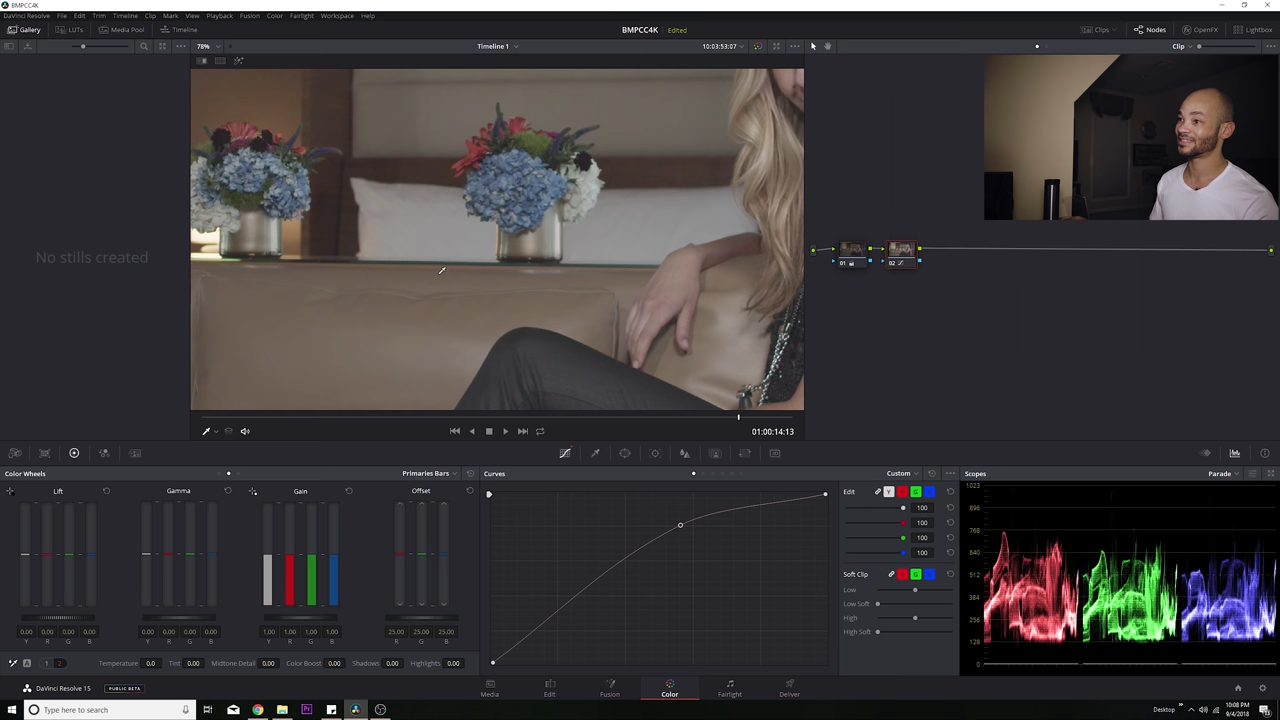 BMPCC4K
DaVinci Resolve File Edit Trim Timeline Clip Mark View Playback Fusion Color Fairlight Workspace Help
Gallery LUTs Media Pool Timeline BMPCC4K Edited Clips Nodes OpenFX Lightbox
78% Timeline 1 10:03:53:07 Clip
No stills created
01 02
01:00:14:13
Color Wheels Primaries Bars Curves Custom Scopes Parade
Lift Gamma Gain Offset
Edit Y R G B
100
100
100
100
Soft Clip R G B
Low
Low Soft
High
High Soft
1023
896
768
640
512
384
256
128
0
0.00 0.00 0.00 0.00 0.00 0.00 0.00 0.00 1.00 1.00 1.00 1.00 25.00 25.00 25.00
Y R G B Y R G B Y R G B R G B
A 1 2 Temperature 0.0 Tint 0.00 Midtone Detail 0.00 Color Boost 0.00 Shadows 0.00 Highlights 0.00
DaVinci Resolve 15 PUBLIC BETA
Media Edit Fusion Color Fairlight Deliver
Type here to search
Pr
Desktop
10:08 PM
9/4/2018